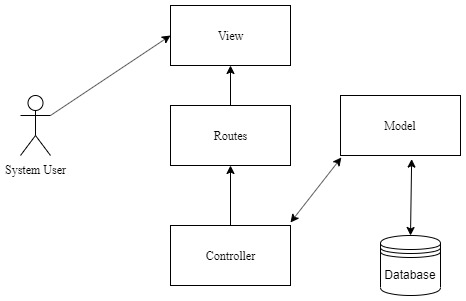 View
Routes
Model
System User
Controller
Database